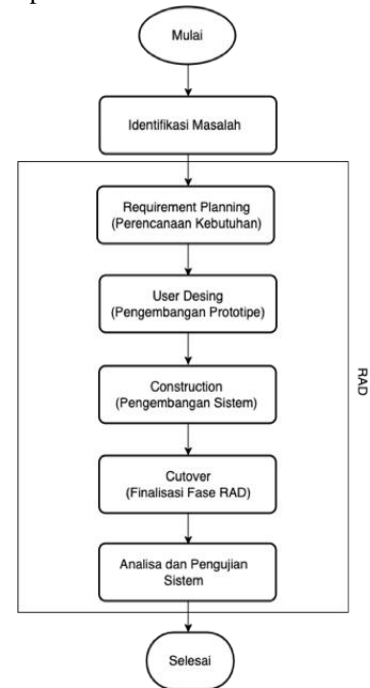 Mulai
Identifikasi Masalah
Requirement Planning
(Perencanaan Kebutuhan)
User Desing
(Pengembangan Prototipe)
Construction
(Pengembangan Sistem)
RAD
Cutover
(Finalisasi Fase RAD)
Analisa dan Pengujian
Sistem
Selesai